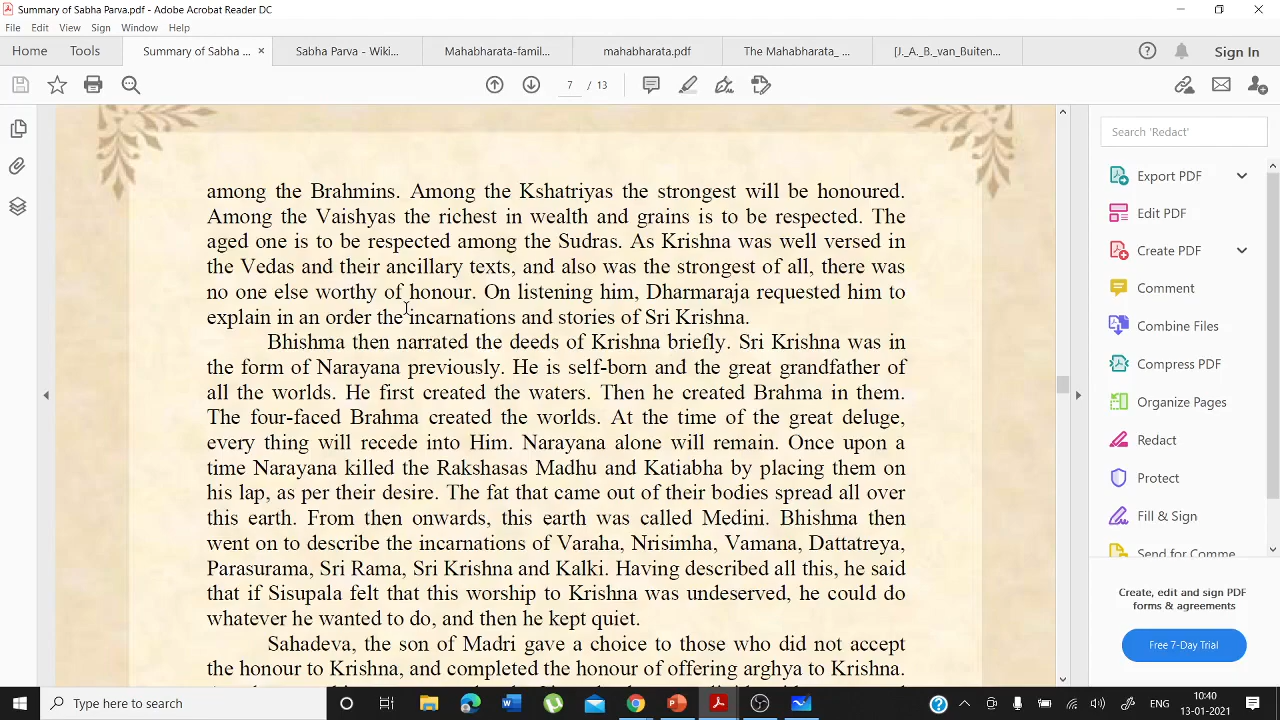 Summary of Sabha Parva.pdf - Adobe Acrobat Reader DC
File Edit View Sign Window Help
Home Tools Summary of Sabha ... × Sabha Parva - Wiki... Mahabharata-famil... mahabharata.pdf The Mahabharata_ ... [J._A._B._van_Buiten... Sign In
7 / 13
Search 'Redact'
Export PDF
Edit PDF
Create PDF
Comment
Combine Files
Compress PDF
Organize Pages
Redact
Protect
Fill & Sign
Send for Comme
Create, edit and sign PDF
forms & agreements
Free 7-Day Trial
among the Brahmins. Among the Kshatriyas the strongest will be honoured.
Among the Vaishyas the richest in wealth and grains is to be respected. The
aged one is to be respected among the Sudras. As Krishna was well versed in
the Vedas and their ancillary texts, and also was the strongest of all, there was
no one else worthy of honour. On listening him, Dharmaraja requested him to
explain in an order the incarnations and stories of Sri Krishna.
Bhishma then narrated the deeds of Krishna briefly. Sri Krishna was in
the form of Narayana previously. He is self-born and the great grandfather of
all the worlds. He first created the waters. Then he created Brahma in them.
The four-faced Brahma created the worlds. At the time of the great deluge,
every thing will recede into Him. Narayana alone will remain. Once upon a
time Narayana killed the Rakshasas Madhu and Katiabha by placing them on
his lap, as per their desire. The fat that came out of their bodies spread all over
this earth. From then onwards, this earth was called Medini. Bhishma then
went on to describe the incarnations of Varaha, Nrisimha, Vamana, Dattatreya,
Parasurama, Sri Rama, Sri Krishna and Kalki. Having described all this, he said
that if Sisupala felt that this worship to Krishna was undeserved, he could do
whatever he wanted to do, and then he kept quiet.
Sahadeva, the son of Madri gave a choice to those who did not accept
the honour to Krishna, and completed the honour of offering arghya to Krishna.
Type here to search
ENG
10:40
13-01-2021